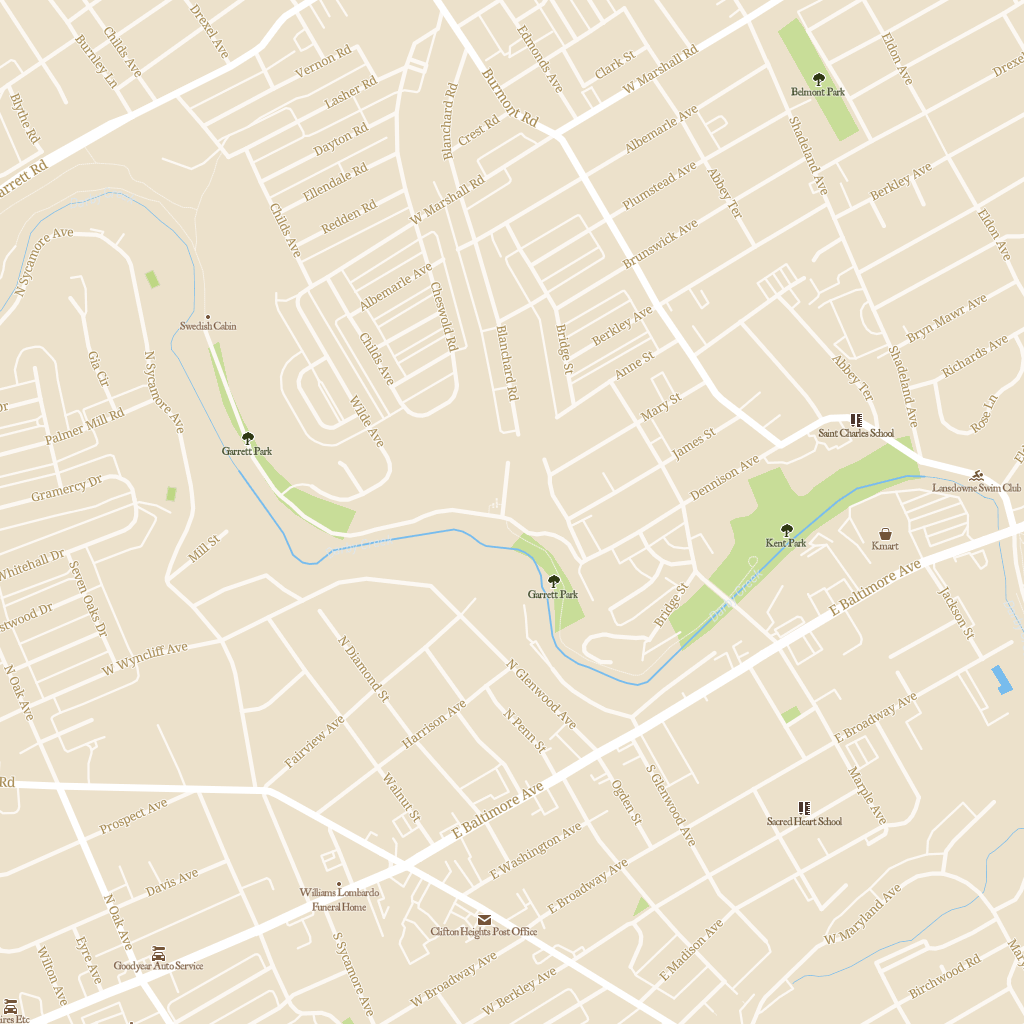 Drexel Ave
Childs Ave
Burnley Ln
Vernon Rd
Lasher Rd
Blythe Rd
Dayton Rd
Ellendale Rd
Redden Rd
Childs Ave
Blanchard Rd
Burmont Rd
Crest Rd
Edmonds Ave
Clark St
W Marshall Rd
W Marshall Rd
Belmont Park
Eldon Ave
Drexe
Shadeland Ave
Albemarle Ave
Plumstead Ave
Abbey Ter
Brunswick Ave
Berkley Ave
Eldon Ave
arrett Rd
N Sycamore Ave
Swedish Cabin
Albemarle Ave
Cheswold Rd
Blanchard Rd
Bridge St
Berkley Ave
Anne St
Mary St
James St
Dennison Ave
Bryn Mawr Ave
Richards Ave
Shadeland Ave
Abbey Ter
Rose Ln
Saint Charles School
Lansdowne Swim Club
Gia Cir
N Sycamore Ave
Palmer Mill Rd
Dr
Childs Ave
Wilde Ave
Garrett Park
Gramercy Dr
Whitehall Dr
Mill St
Seven Oaks Dr
stwood Dr
W Wyncliff Ave
N Oak Ave
Garrett Park
Kent Park
Kmart
E Baltimore Ave
Bridge St
Jackson St
N Diamond St
N Glenwood Ave
Harrison Ave
N Penn St
Fairview Ave
E Broadway Ave
Rd
Prospect Ave
Walnut St
E Baltimore Ave
Ogden St
S Glenwood Ave
Marple Ave
Sacred Heart School
Davis Ave
Williams Lombardo
Funeral Home
E Washington Ave
E Broadway Ave
Clifton Heights Post Office
W Maryland Ave
E Madison Ave
N Oak Ave
Goodyear Auto Service
Eyre Ave
Wilton Ave
S Sycamore Ave
W Broadway Ave
W Berkley Ave
Birchwood Rd
ires Etc